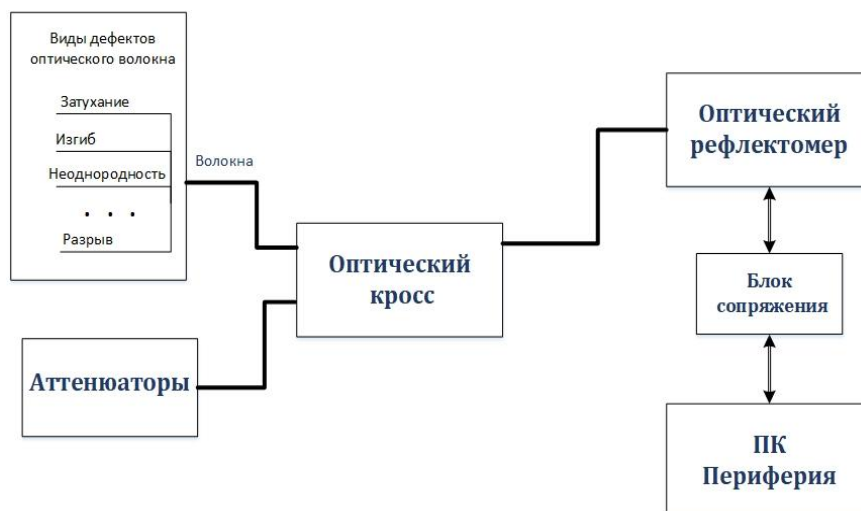 Виды дефектов
оптического волокна
Затухание
Изгиб
Неоднородность
. . .
Разрыв
Волокна
Аттенюаторы
Оптический
кросс
Оптический
рефлектомер
Блок
сопряжения
ПК
Периферия